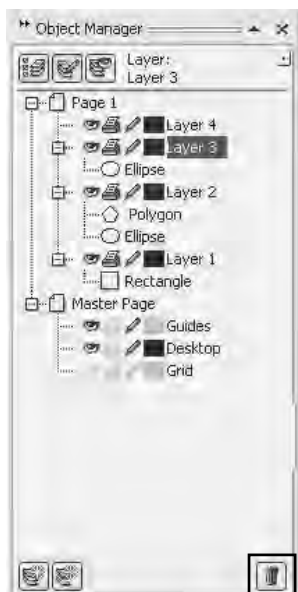 Object Manager
Layer:
Layer 3
Page 1
Layer 4
Layer 3
Ellipse
Layer 2
Polygon
Ellipse
Layer 1
Rectangle
Master Page
Guides
Desktop
Grid